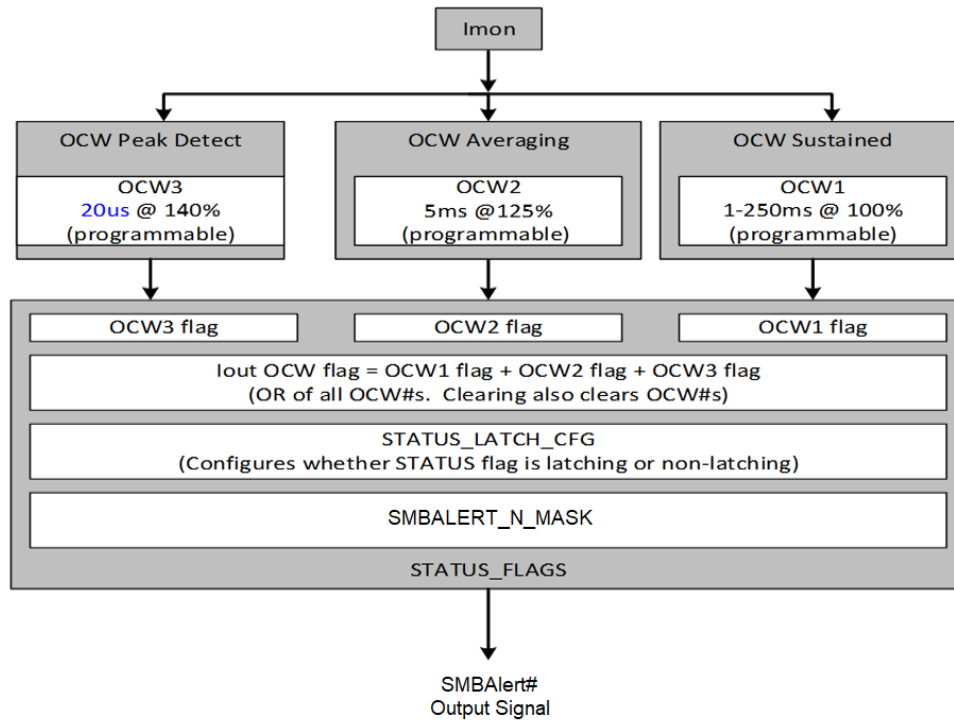 Imon
OCW Peak Detect
OCW3
20us @ 140%
(programmable)
OCW Averaging
OCW2
5ms @125%
(programmable)
OCW Sustained
OCW1
1-250ms @ 100%
(programmable)
OCW3 flag
OCW2 flag
OCW1 flag
Iout OCW flag = OCW1 flag + OCW2 flag + OCW3 flag
(OR of all OCW#s.  Clearing also clears OCW#s)
STATUS_LATCH_CFG
(Configures whether STATUS flag is latching or non-latching)
SMBALERT_N_MASK
STATUS_FLAGS
SMBAlert#
Output Signal